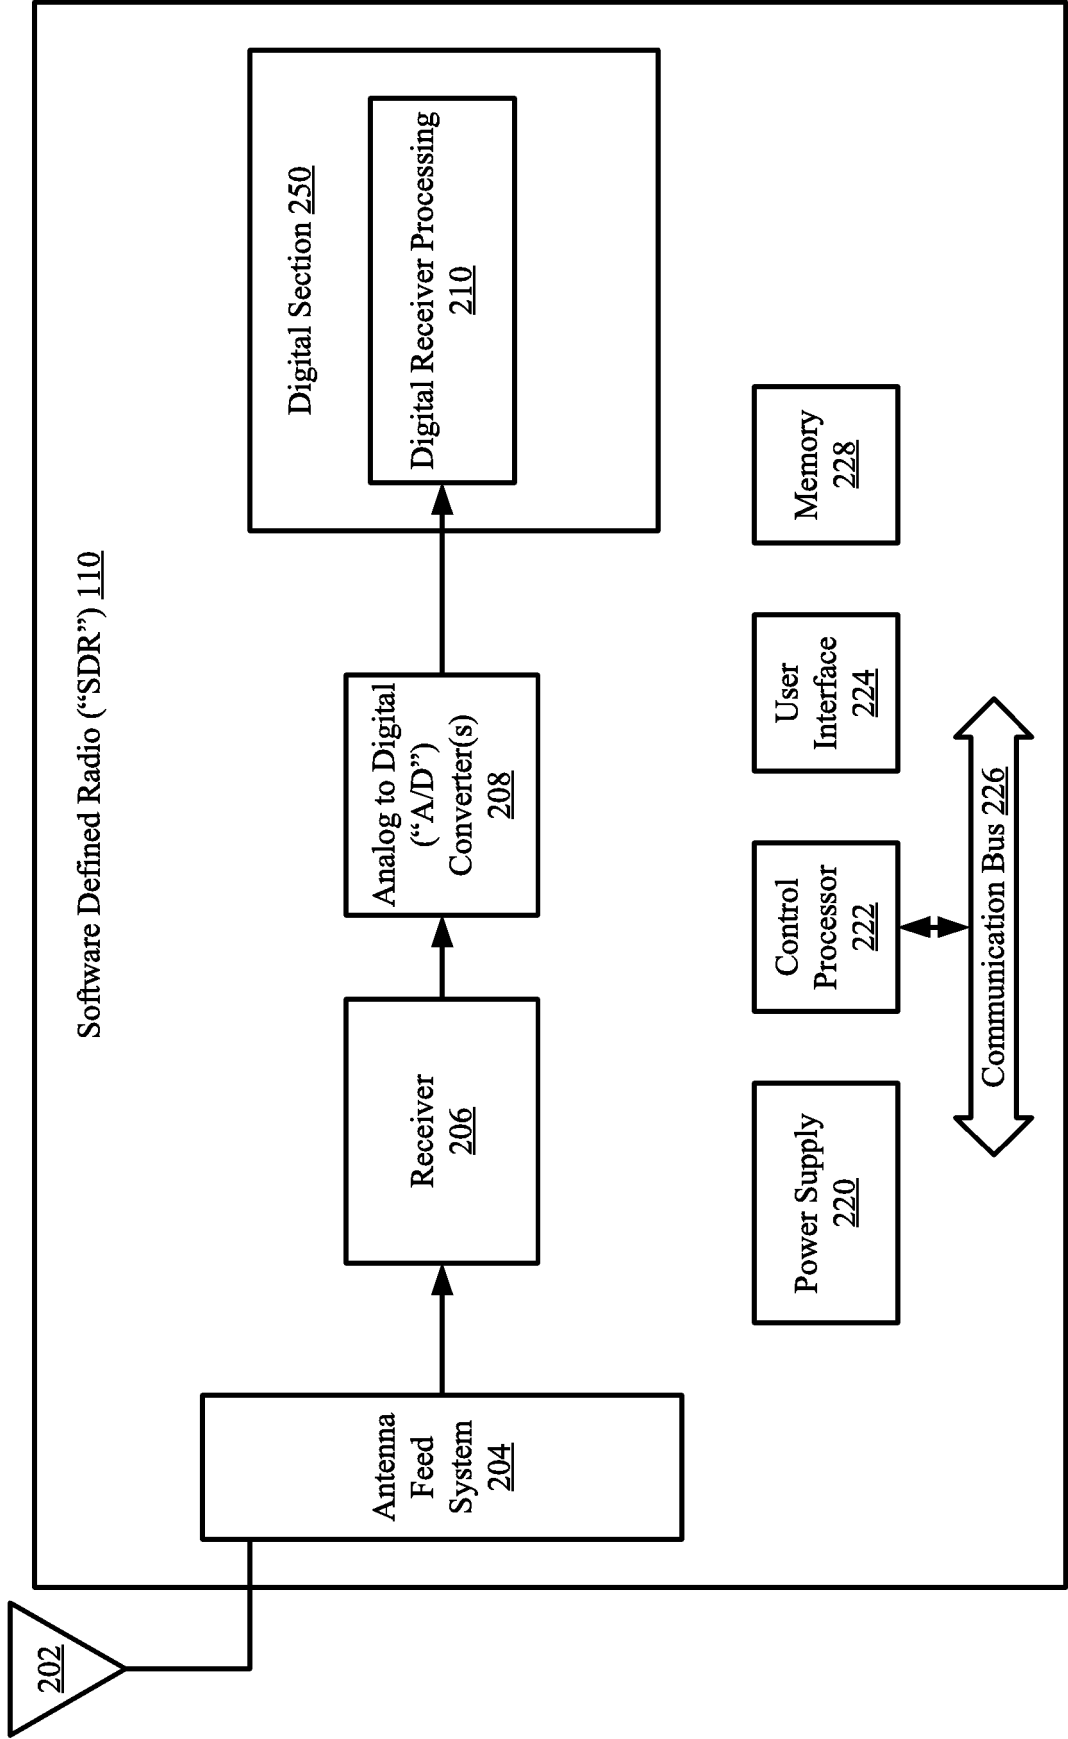 202
Software Defined Radio (“SDR”) 110
Antenna
Feed
System
204
Receiver
206
Analog to Digital
(“A/D”)
Converter(s)
208
Digital Section 250
Digital Receiver Processing
210
Power Supply
220
Control
Processor
222
User
Interface
224
Memory
228
Communication Bus 226